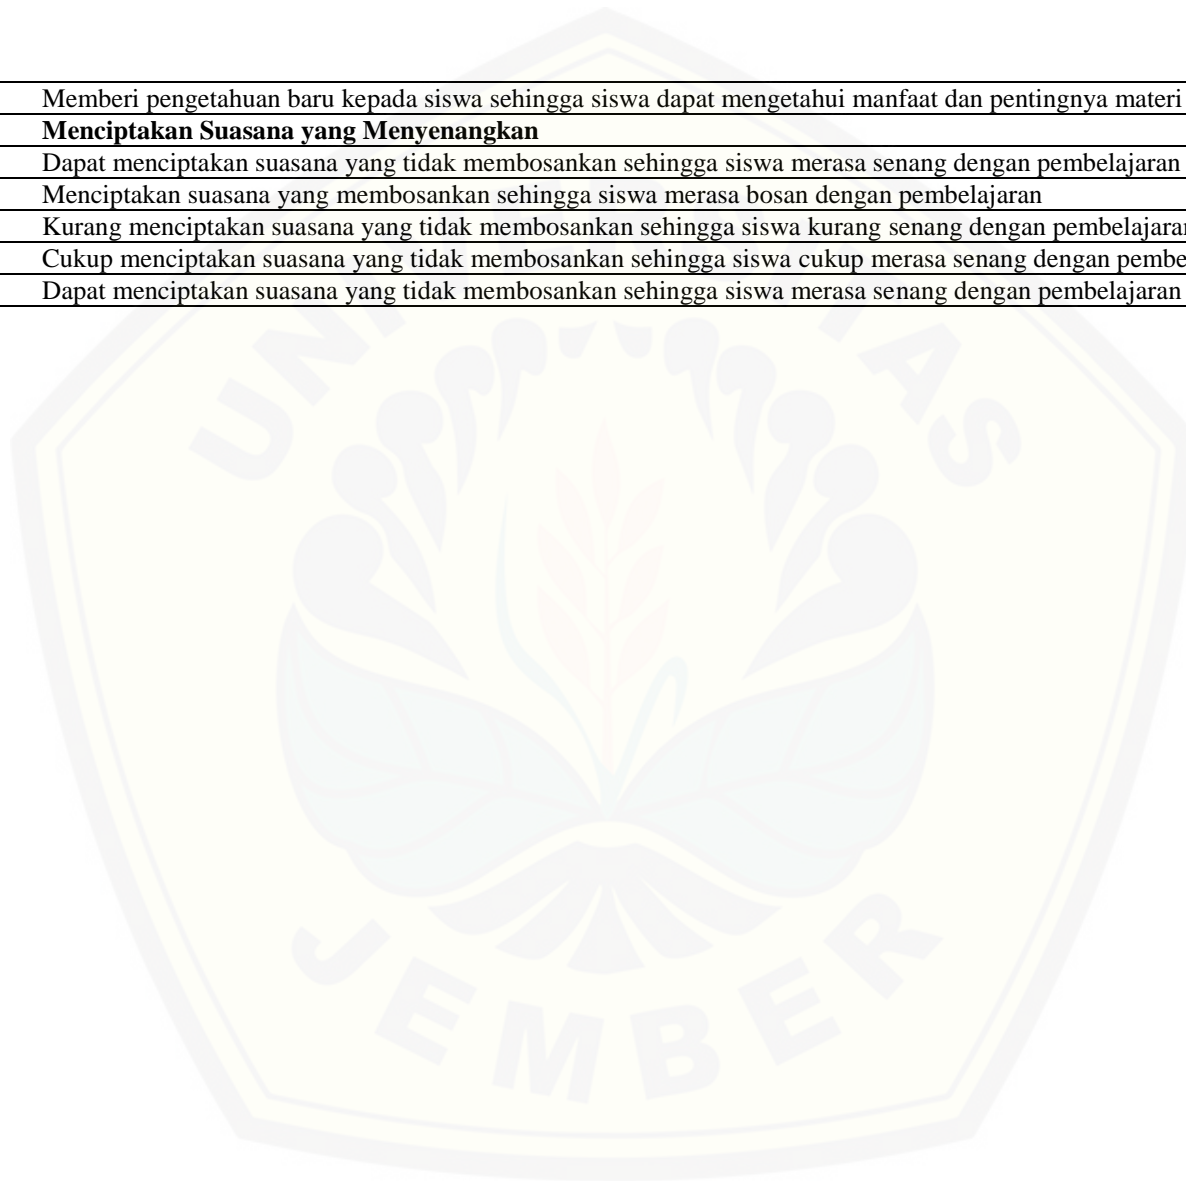 Memberi pengetahuan baru kepada siswa sehingga siswa dapat mengetahui manfaat dan pentingnya materi
Menciptakan Suasana yang Menyenangkan
Dapat menciptakan suasana yang tidak membosankan sehingga siswa merasa senang dengan pembelajaran
Menciptakan suasana yang membosankan sehingga siswa merasa bosan dengan pembelajaran
Kurang menciptakan suasana yang tidak membosankan sehingga siswa kurang senang dengan pembelajaran
Cukup menciptakan suasana yang tidak membosankan sehingga siswa cukup merasa senang dengan pembe
Dapat menciptakan suasana yang tidak membosankan sehingga siswa merasa senang dengan pembelajaran
UNIVERSITAS
JEMBER